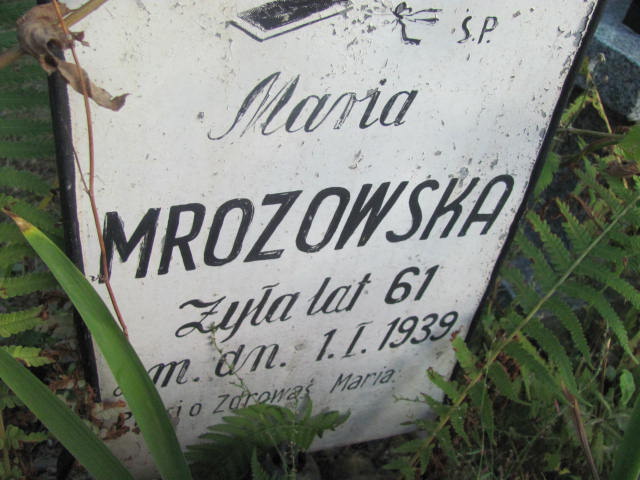 Ś.P.
Maria
MROZOWSKA
Żyła lat 61
m. dn. 1.I.1939
o Zdrowaś Maria